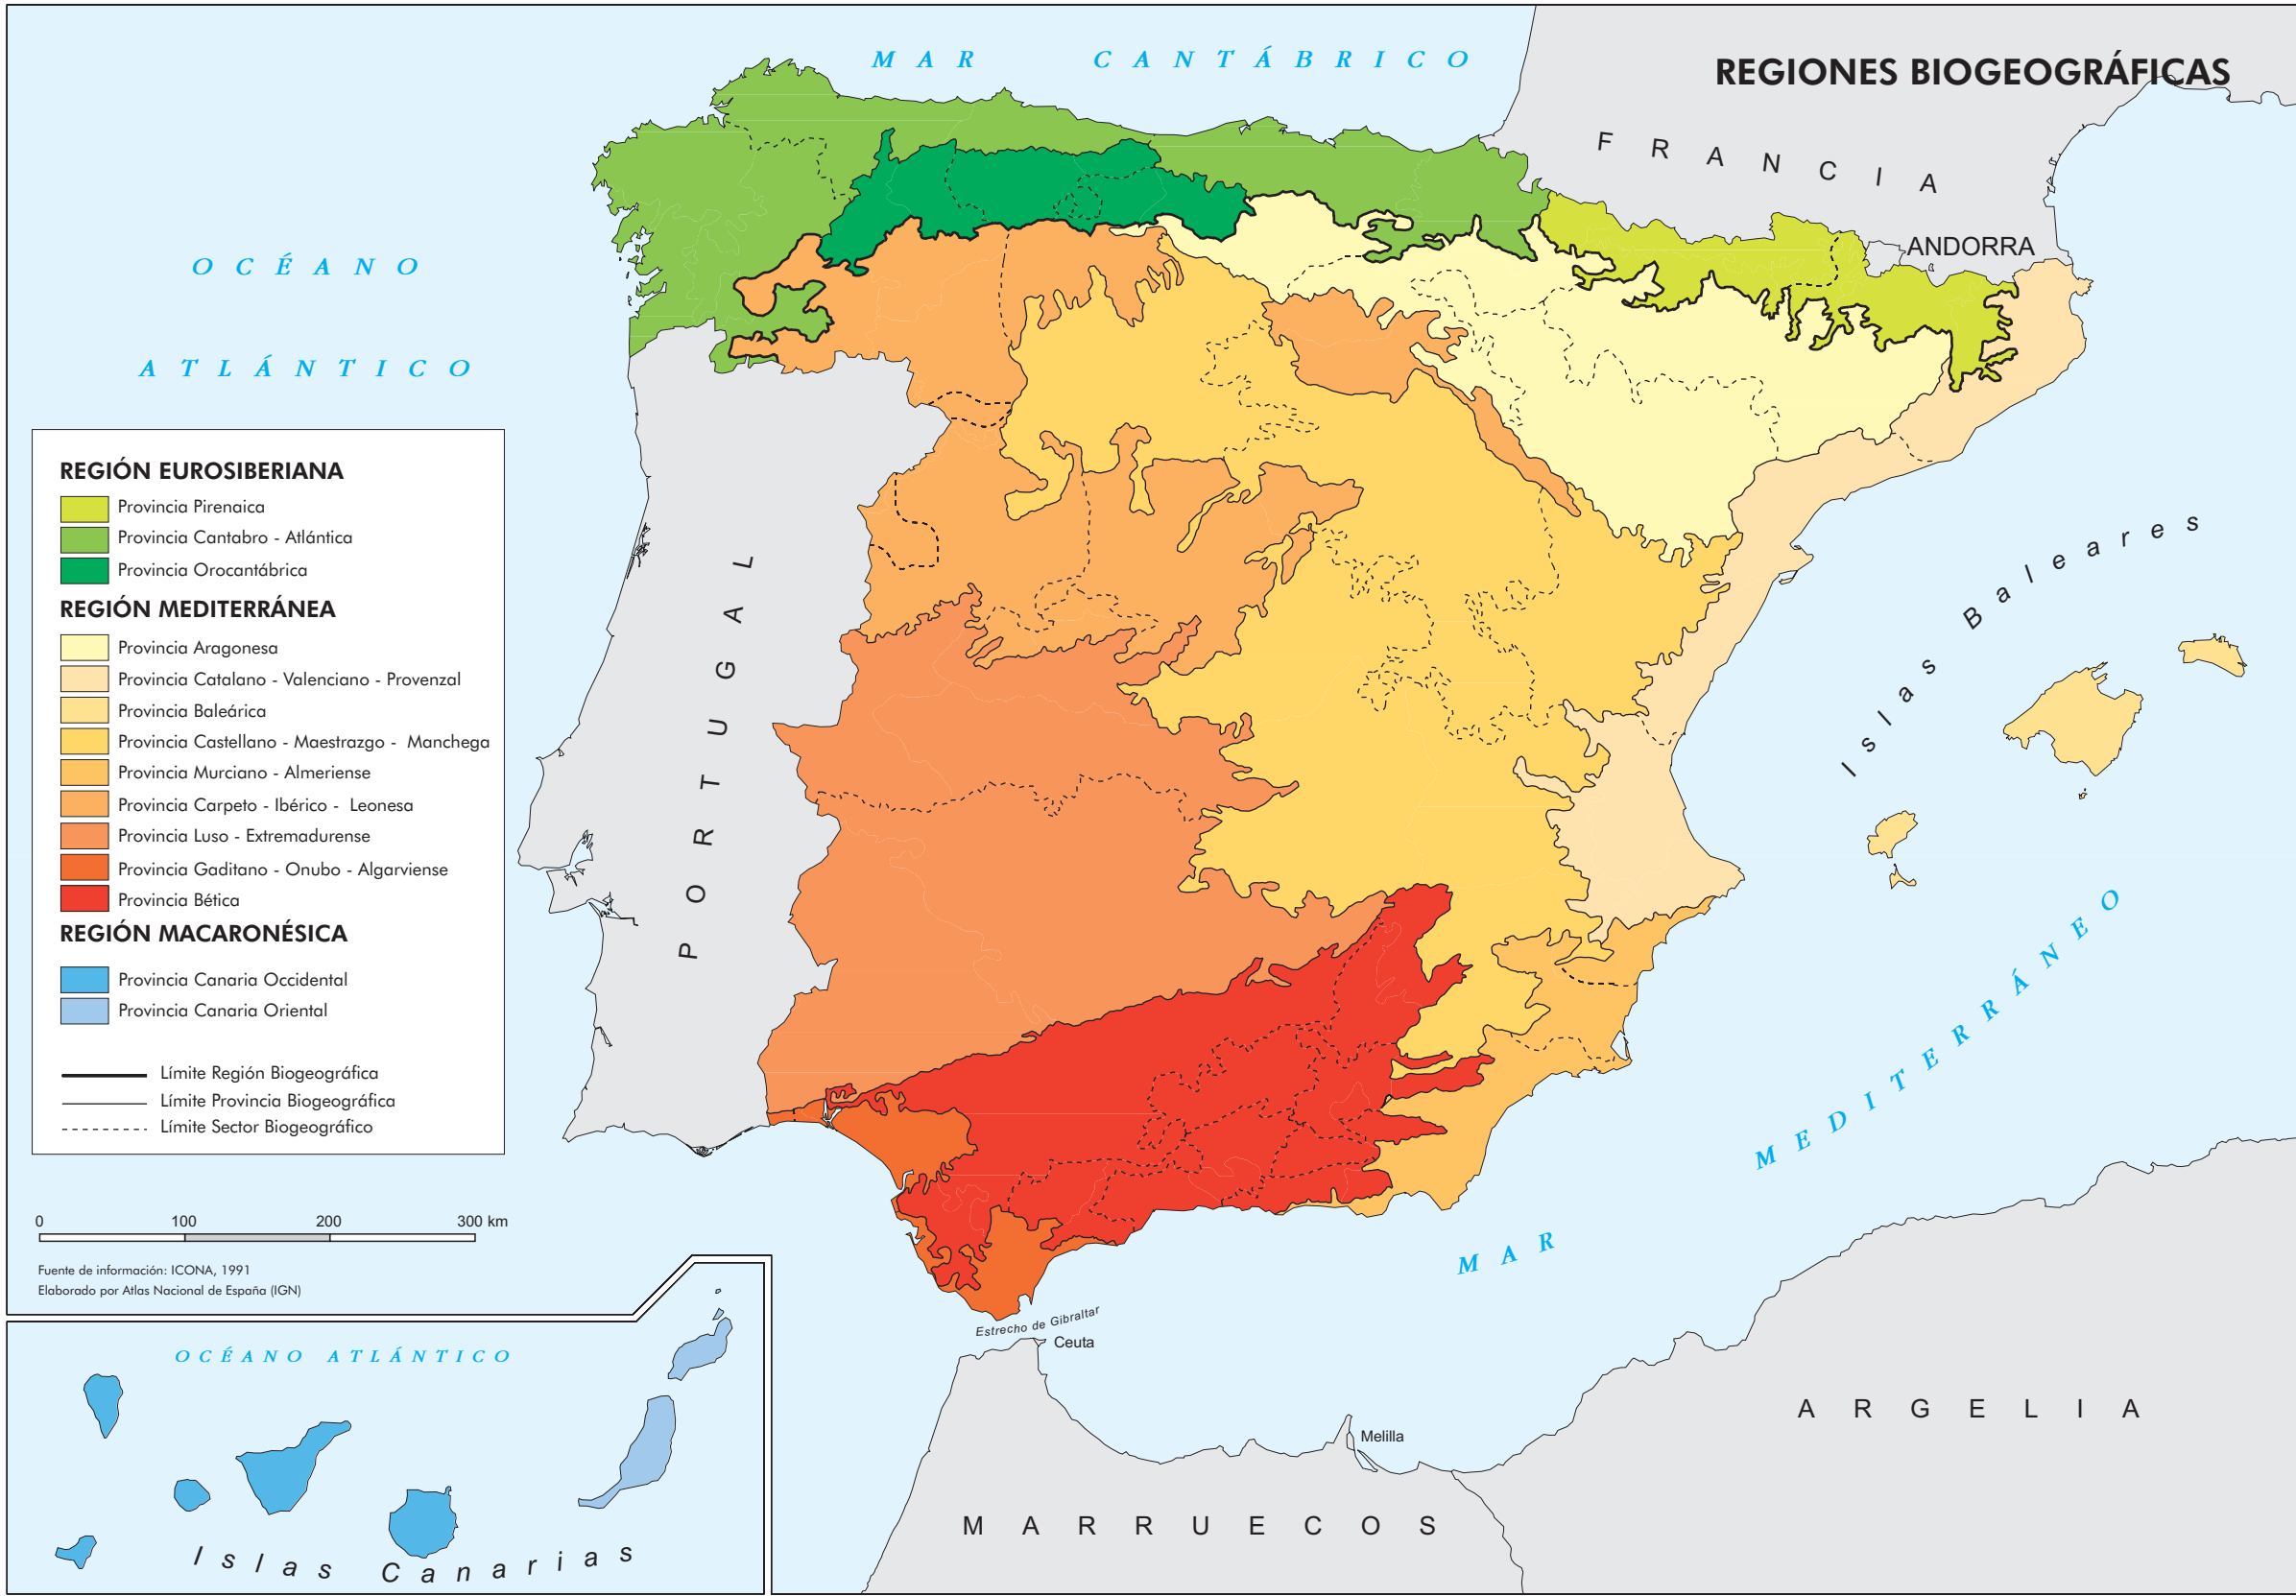 REGIONES BIOGEOGRÁFICAS
MAR CANTÁBRICO
FRANCIA
ANDORRA
OCÉANO
ATLÁNTICO
PORTUGAL
Islas Baleares
MAR MEDITERRÁNEO
REGIÓN EUROSIBERIANA
Provincia Pirenaica
Provincia Cantabro - Atlántica
Provincia Orocantábrica
REGIÓN MEDITERRÁNEA
Provincia Aragonesa
Provincia Catalano - Valenciano - Provenzal
Provincia Baleárica
Provincia Castellano - Maestrazgo - Manchega
Provincia Murciano - Almeriense
Provincia Carpeto - Ibérico - Leonesa
Provincia Luso - Extremadurense
Provincia Gaditano - Onubo - Algarviense
Provincia Bética
REGIÓN MACARONÉSICA
Provincia Canaria Occidental
Provincia Canaria Oriental
Límite Región Biogeográfica
Límite Provincia Biogeográfica
Límite Sector Biogeográfico
0 100 200 300 km
Fuente de información: ICONA, 1991
Elaborado por Atlas Nacional de España (IGN)
Estrecho de Gibraltar
Ceuta
Melilla
MARRUECOS
ARGELIA
OCÉANO ATLÁNTICO
Islas Canarias